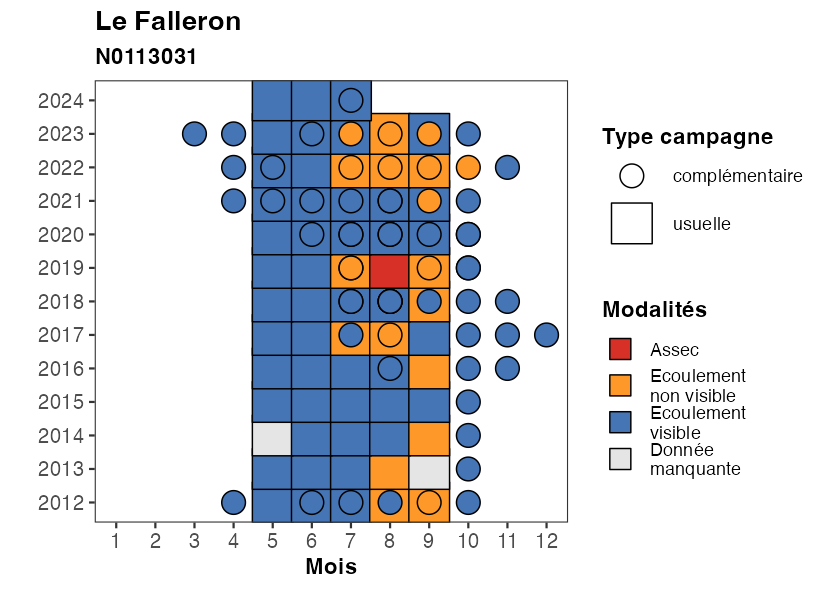 Le Falleron
N0113031
2024
2023
2022
2021
2020
2019
2018
2017
2016
2015
2014
2013
2012
1 2 3 4 5 6 7 8 9 10 11 12
Mois
Type campagne
complémentaire
usuelle
Modalités
Assec
Ecoulement
non visible
Ecoulement
visible
Donnée
manquante